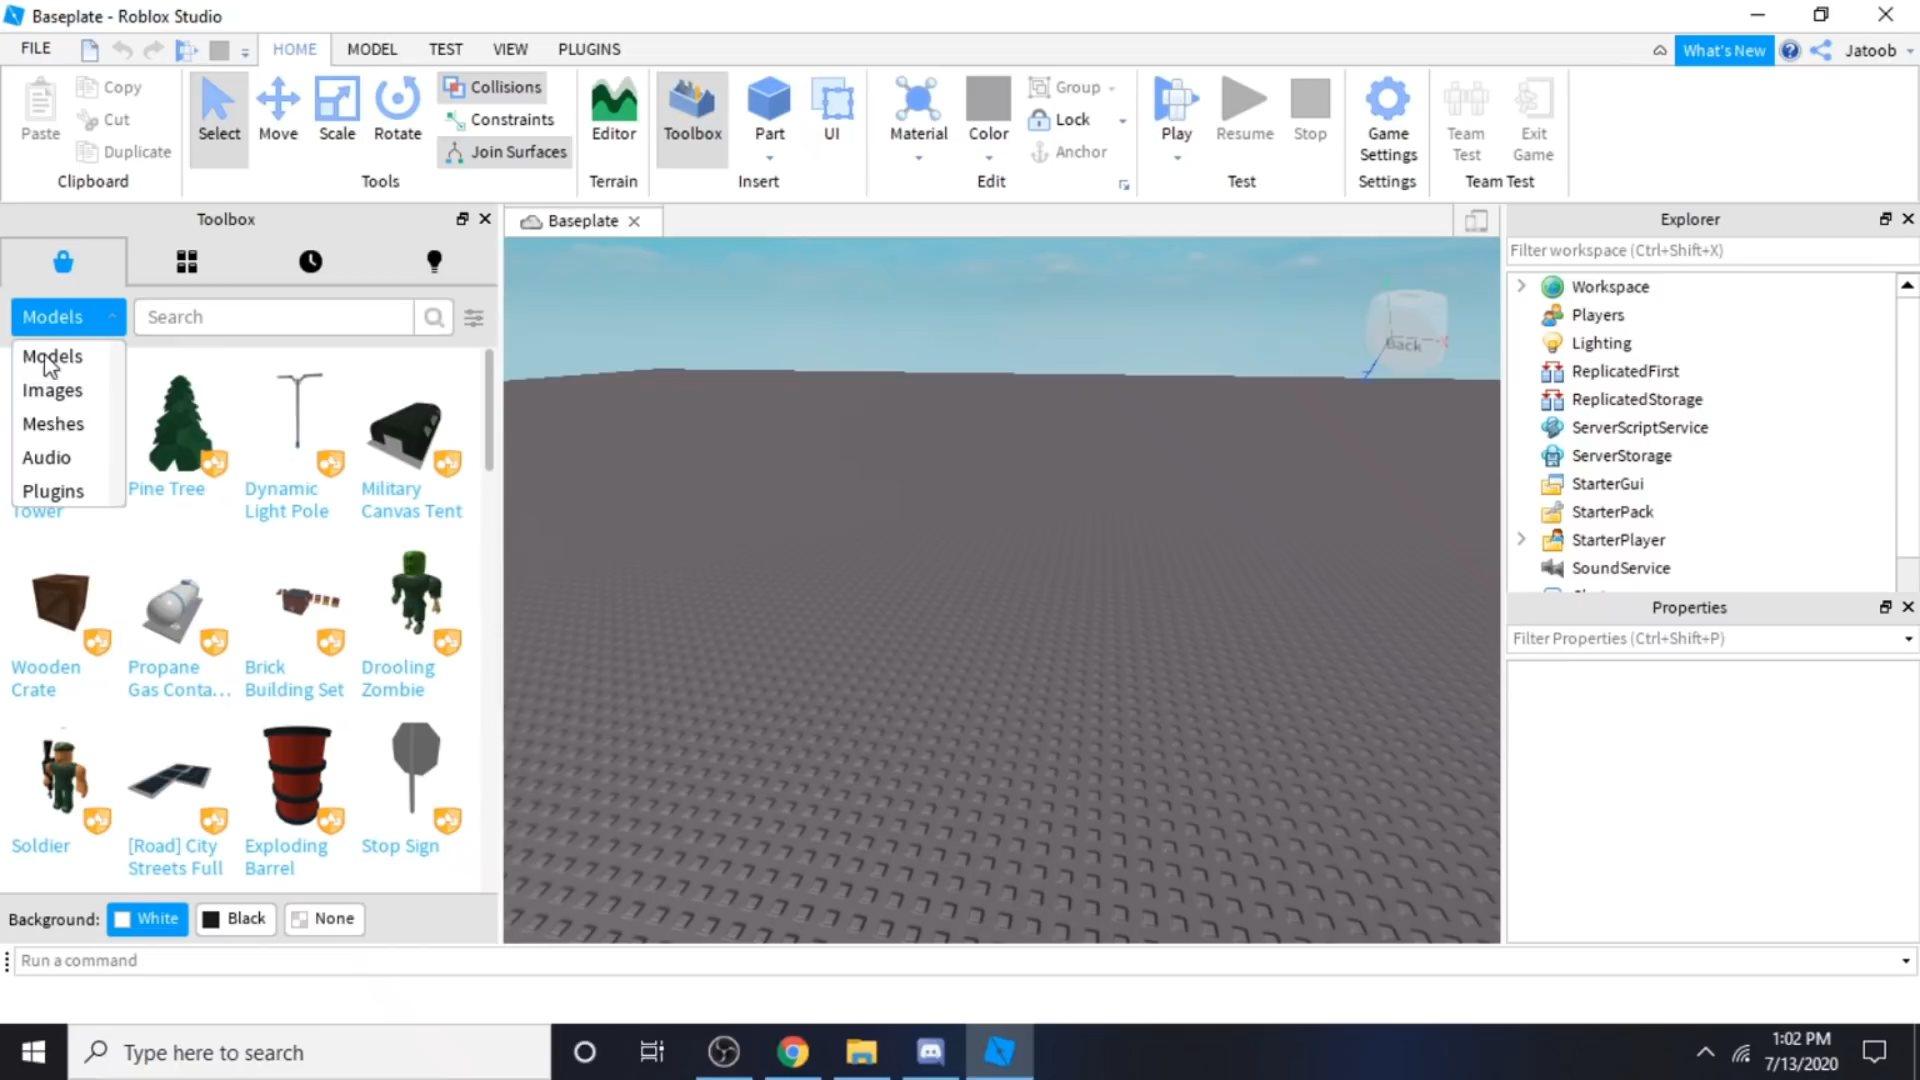 Baseplate - Roblox Studio
FILE
HOME
MODEL
TEST
VIEW
PLUGINS
What's New
Jatoob
Paste
Copy
Cut
Duplicate
Clipboard
Select
Move
Scale
Rotate
Collisions
Constraints
Join Surfaces
Tools
Editor
Terrain
Toolbox
Part
UI
Insert
Material
Color
Group
Lock
Anchor
Edit
Play
Resume
Stop
Test
Game
Settings
Settings
Team
Test
Exit
Game
Team Test
Toolbox
Models
Search
Models
Images
Meshes
Audio
Plugins
Tower
Pine Tree
Dynamic
Light Pole
Military
Canvas Tent
Wooden
Crate
Propane
Gas Conta...
Brick
Building Set
Drooling
Zombie
Soldier
[Road] City
Streets Full
Exploding
Barrel
Stop Sign
Background:
White
Black
None
Baseplate
Back
Explorer
Filter workspace (Ctrl+Shift+X)
Workspace
Players
Lighting
ReplicatedFirst
ReplicatedStorage
ServerScriptService
ServerStorage
StarterGui
StarterPack
StarterPlayer
SoundService
Properties
Filter Properties (Ctrl+Shift+P)
Run a command
Type here to search
1:02 PM
7/13/2020